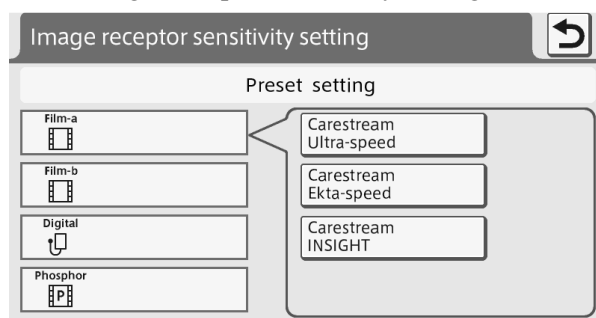 Image receptor sensitivity setting
Preset setting
Film-a
Film-b
Digital
Phosphor
P
Carestream
Ultra-speed
Carestream
Ekta-speed
Carestream
INSIGHT